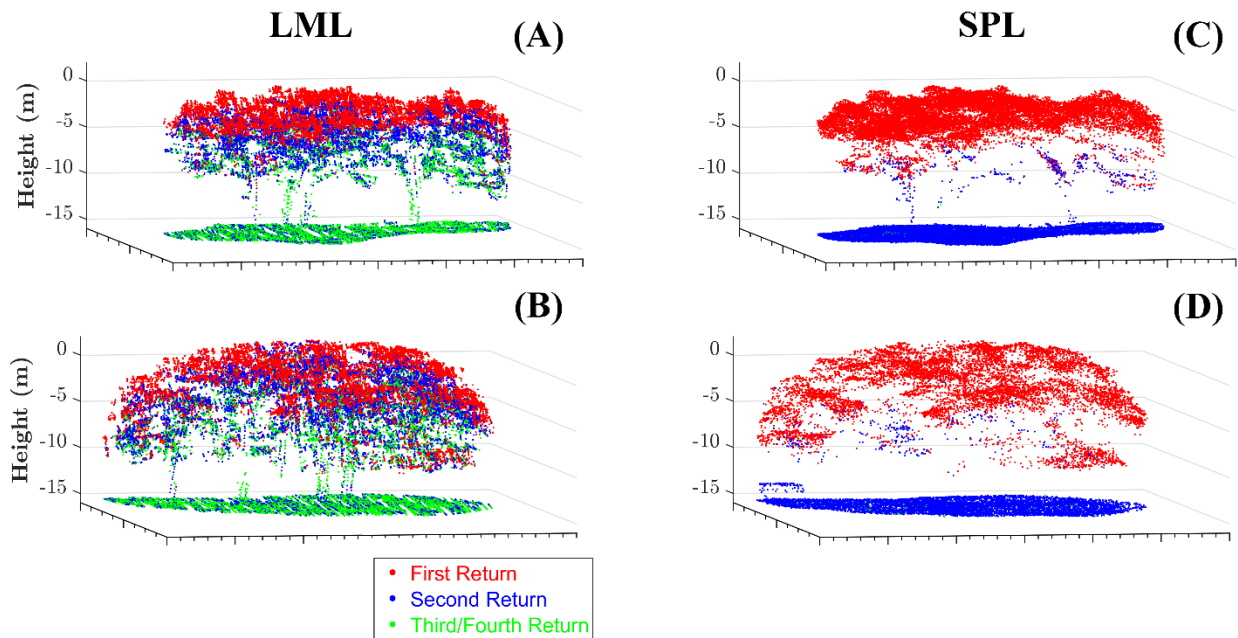 LML
(A)
SPL
(C)
Height (m)
0
-5
-10
-15
0
-5
-10
-15
(B)
(D)
Height (m)
0
-5
-10
-15
0
-5
-10
-15
First Return
Second Return
Third/Fourth Return